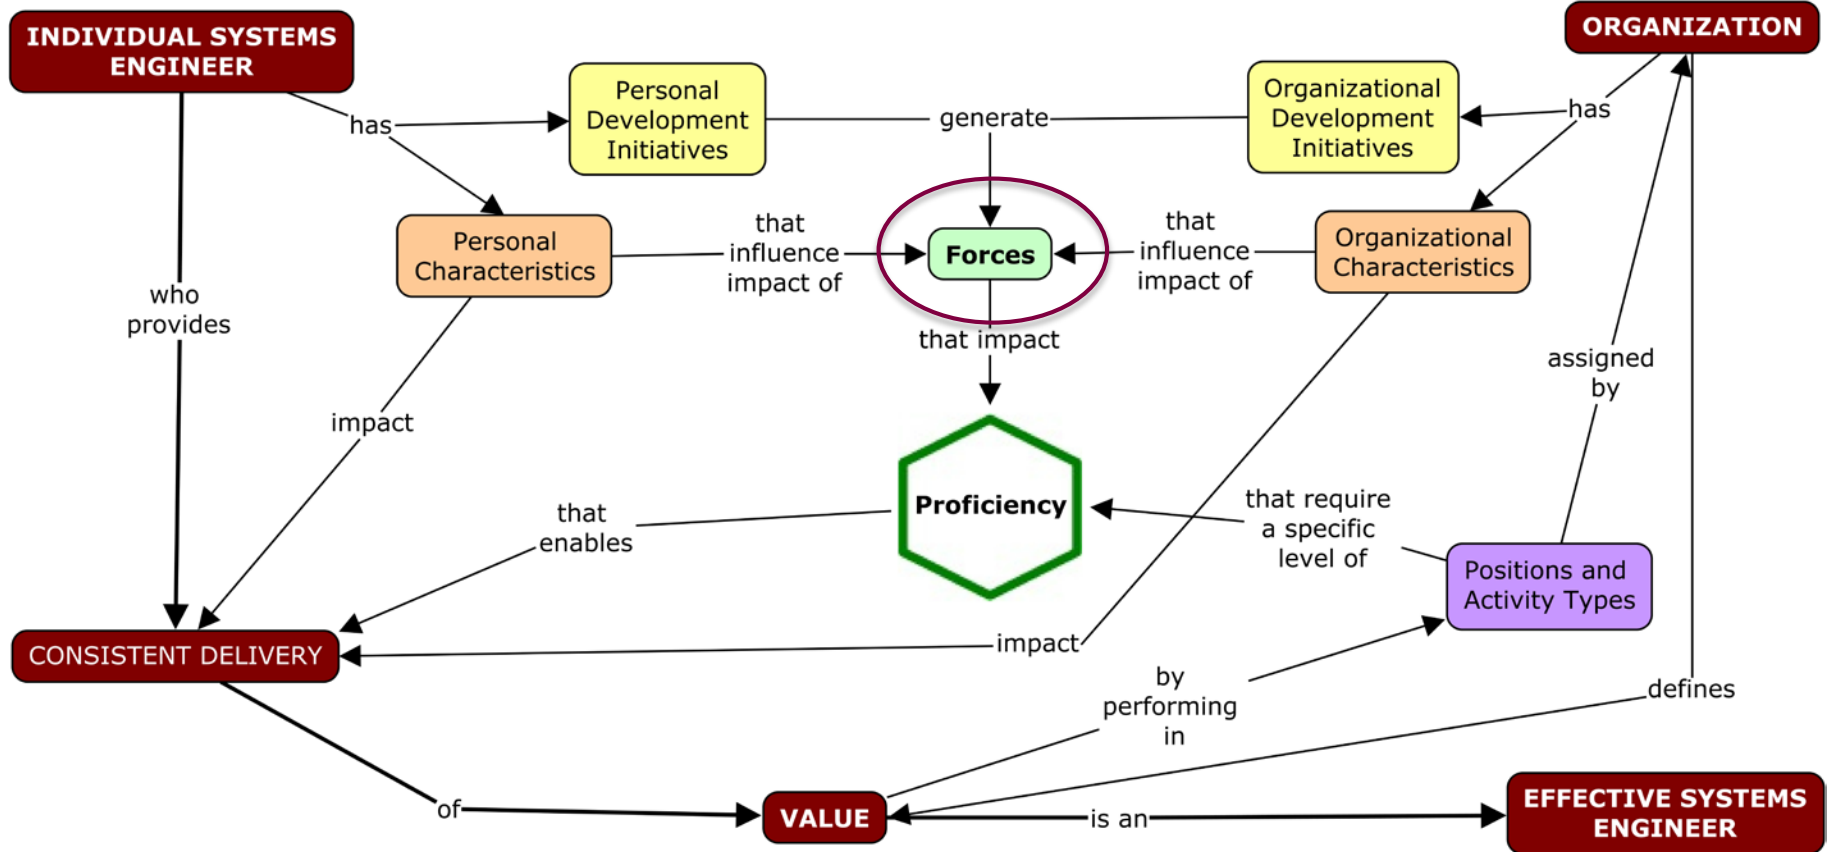 INDIVIDUAL SYSTEMS
ENGINEER
ORGANIZATION
Personal
Development
Initiatives
generate
Organizational
Development
Initiatives
has
has
Personal
Characteristics
that
influence
impact of
Forces
that
influence
impact of
Organizational
Characteristics
who
provides
that impact
assigned
by
impact
Proficiency
that
enables
that require
a specific
level of
Positions and
Activity Types
CONSISTENT DELIVERY
impact
by
performing
in
defines
of
VALUE
is an
EFFECTIVE SYSTEMS
ENGINEER